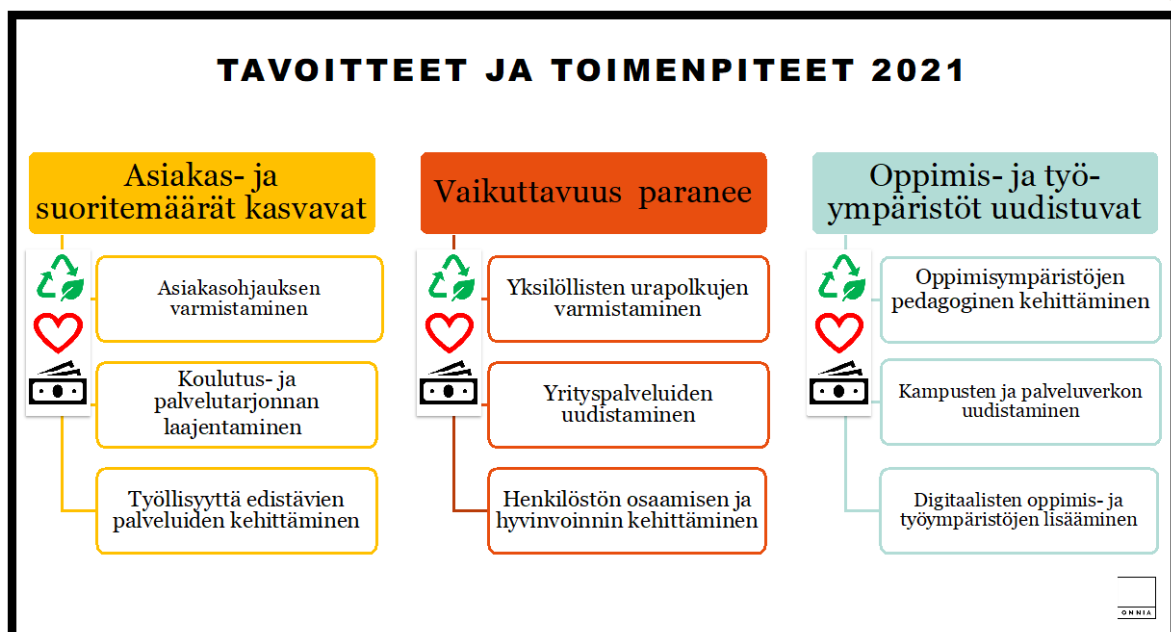 TAVOITTEET JA TOIMENPITEET 2021
Asiakas- ja
suoritemäärät kasvavat
Asiakasohjauksen
varmistaminen
Koulutus- ja
palvelutarjonnan
laajentaminen
Työllisyyttä edistävien
palveluiden kehittäminen
Vaikuttavuus paranee
Yksilöllisten urapolkujen
varmistaminen
Yrityspalveluiden
uudistaminen
Henkilöstön osaamisen ja
hyvinvoinnin kehittäminen
Oppimis- ja työ-
ympäristöt uudistuvat
Oppimisympäristöjen
pedagoginen kehittäminen
Kampusten ja palveluverkon
uudistaminen
Digitaalisten oppimis- ja
työympäristöjen lisääminen
OMNIA